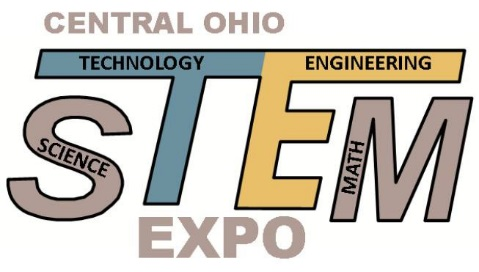 CENTRAL OHIO
TECHNOLOGY ENGINEERING
STEM
SCIENCE
MATH
EXPO